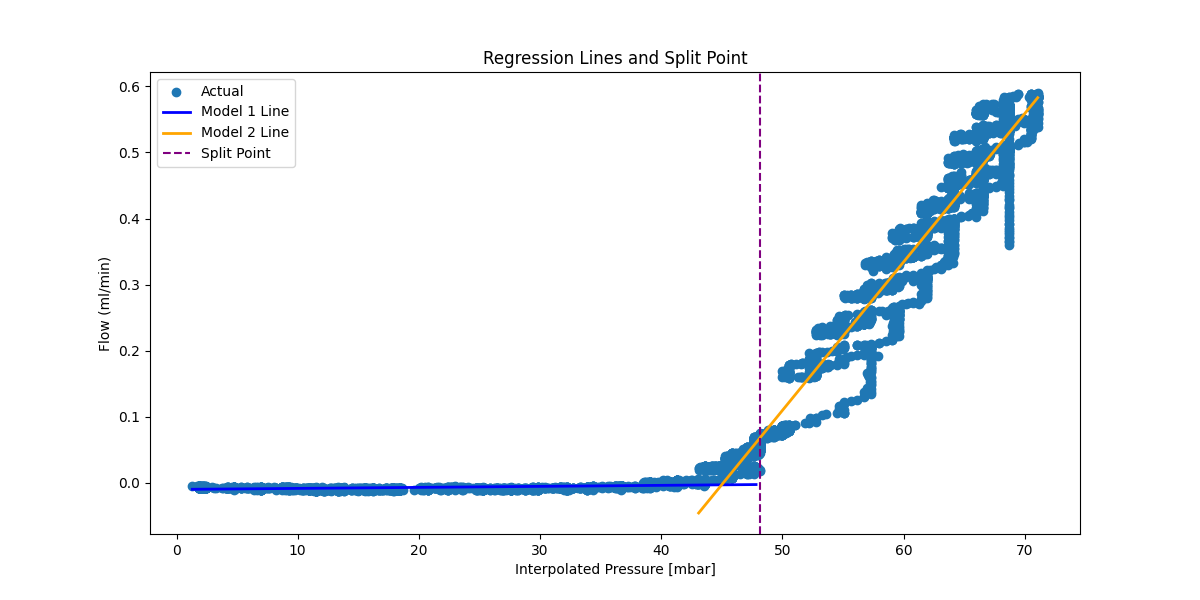 Regression Lines and Split Point
Actual
Model 1 Line
Model 2 Line
Split Point
Flow (ml/min)
0.6
0.5
0.4
0.3
0.2
0.1
0.0
0 10 20 30 40 50 60 70
Interpolated Pressure [mbar]